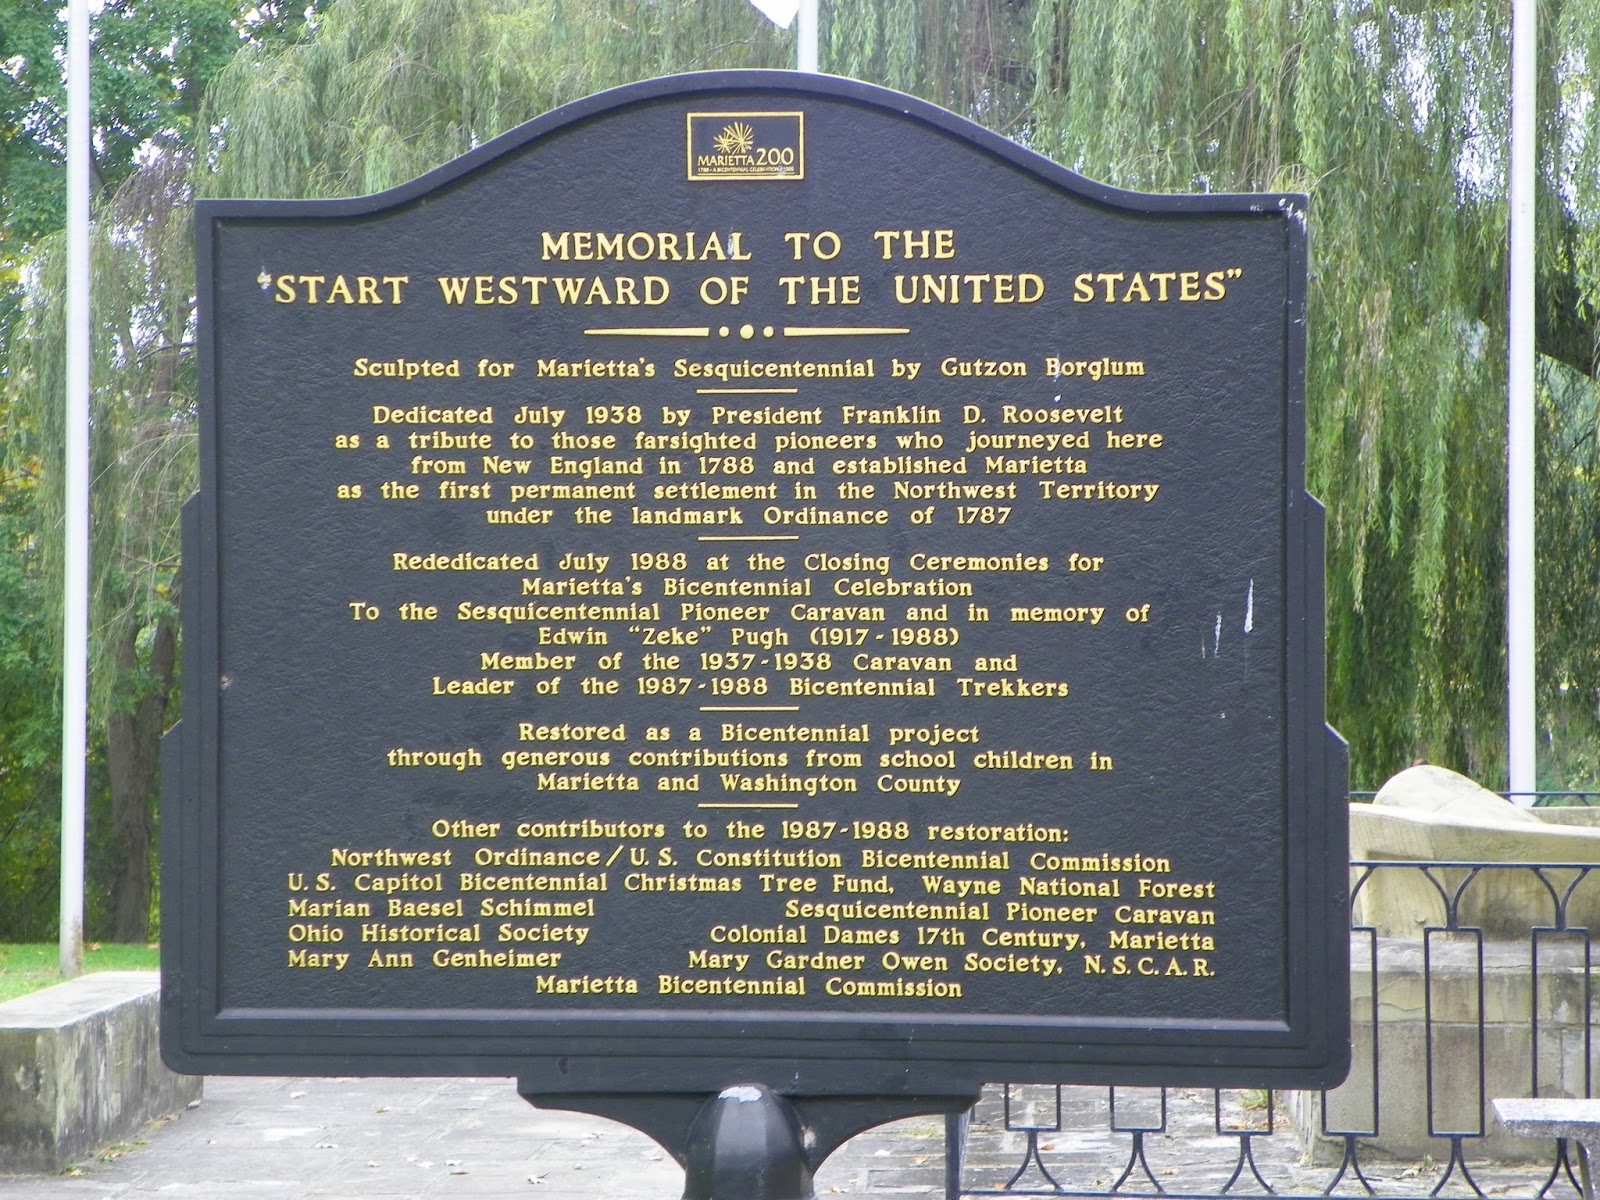 MARIETTA 200
MEMORIAL TO THE
"START WESTWARD OF THE UNITED STATES"
Sculpted for Marietta's Sesquicentennial by Gutzon Borglum
Dedicated July 1938 by President Franklin D. Roosevelt
as a tribute to those farsighted pioneers who journeyed here
from New England in 1788 and established Marietta
as the first permanent settlement in the Northwest Territory
under the landmark Ordinance of 1787
Rededicated July 1988 at the Closing Ceremonies for
Marietta's Bicentennial Celebration
To the Sesquicentennial Pioneer Caravan and in memory of
Edwin "Zeke" Pugh (1917-1988)
Member of the 1937-1938 Caravan and
Leader of the 1987-1988 Bicentennial Trekkers
Restored as a Bicentennial project
through generous contributions from school children in
Marietta and Washington County
Other contributors to the 1987-1988 restoration:
Northwest Ordinance/U.S. Constitution Bicentennial Commission
U.S. Capitol Bicentennial Christmas Tree Fund, Wayne National Forest
Marian Baesel Schimmel Sesquicentennial Pioneer Caravan
Ohio Historical Society Colonial Dames 17th Century, Marietta
Mary Ann Genheimer Mary Gardner Owen Society, N.S.C.A.R.
Marietta Bicentennial Commission